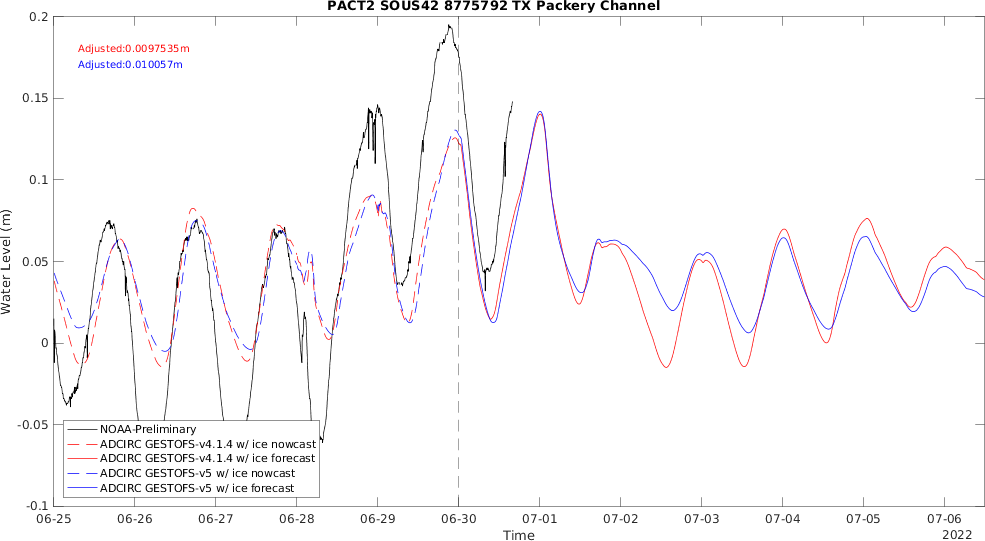 PACT2 SOUS42 8775792 TX Packery Channel
Adjusted:0.0097535m
Adjusted:0.010057m
Water Level (m)
0.2
0.15
0.1
0.05
0
-0.05
-0.1
NOAA-Preliminary
ADCIRC GESTOFS-v4.1.4 w/ ice nowcast
ADCIRC GESTOFS-v4.1.4 w/ ice forecast
ADCIRC GESTOFS-v5 w/ ice nowcast
ADCIRC GESTOFS-v5 w/ ice forecast
06-25 06-26 06-27 06-28 06-29 06-30 07-01 07-02 07-03 07-04 07-05 07-06
Time
2022